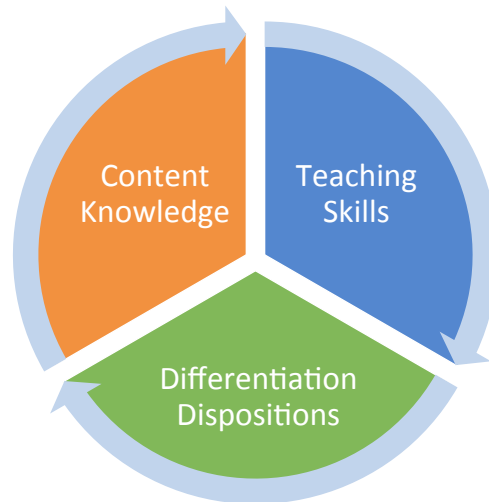 Content
Knowledge
Teaching
Skills
Differentiation
Dispositions